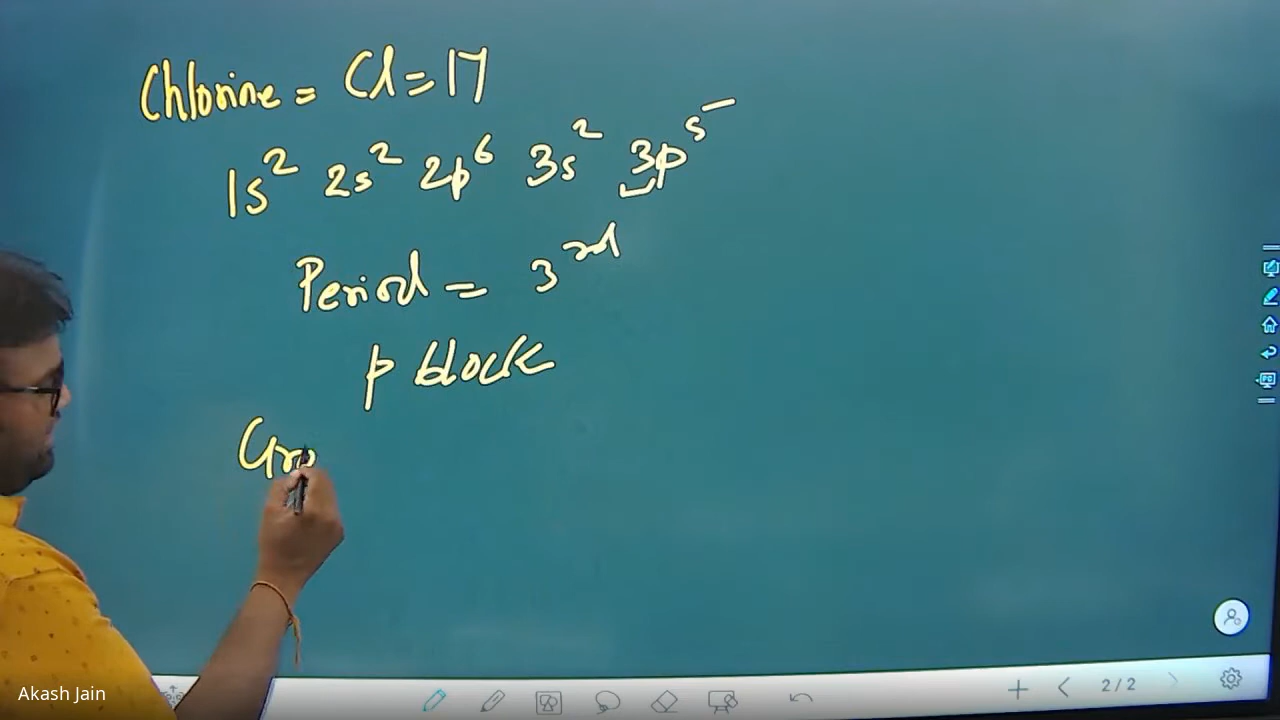 Chlorine = Cl = 17
1s² 2s² 2p⁶ 3s² 3p⁵
Period = 3rd
p block
Gro
2/2
Akash Jain